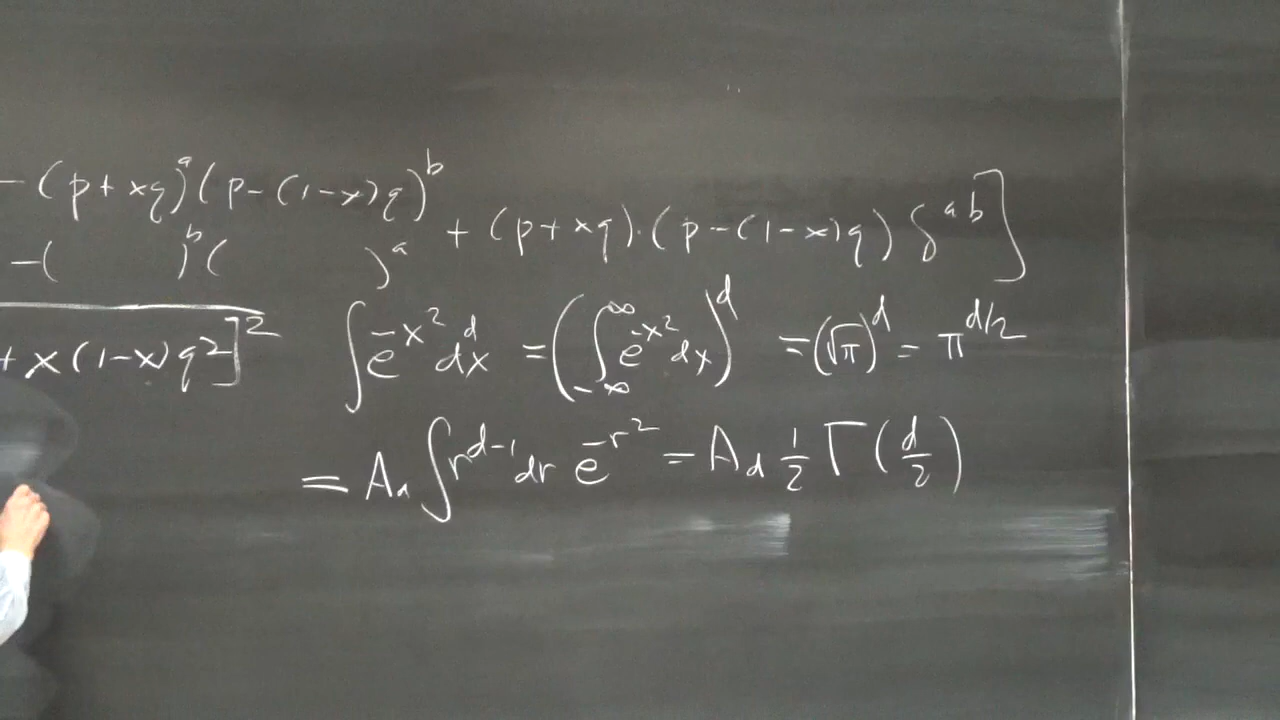 -(p+xq)^a (p-(1-x)q)^b
-(      )^b (      )^a + (p+xq)·(p-(1-x)q) δ^{ab}]
+x(1-x)q²]²
∫e^{-x²} d^dx = (∫_{-∞}^{∞} e^{-x²} dx)^d = (√π)^d = π^{d/2}
= A_d ∫ r^{d-1} dr e^{-r²} = A_d 1/2 Γ(d/2)